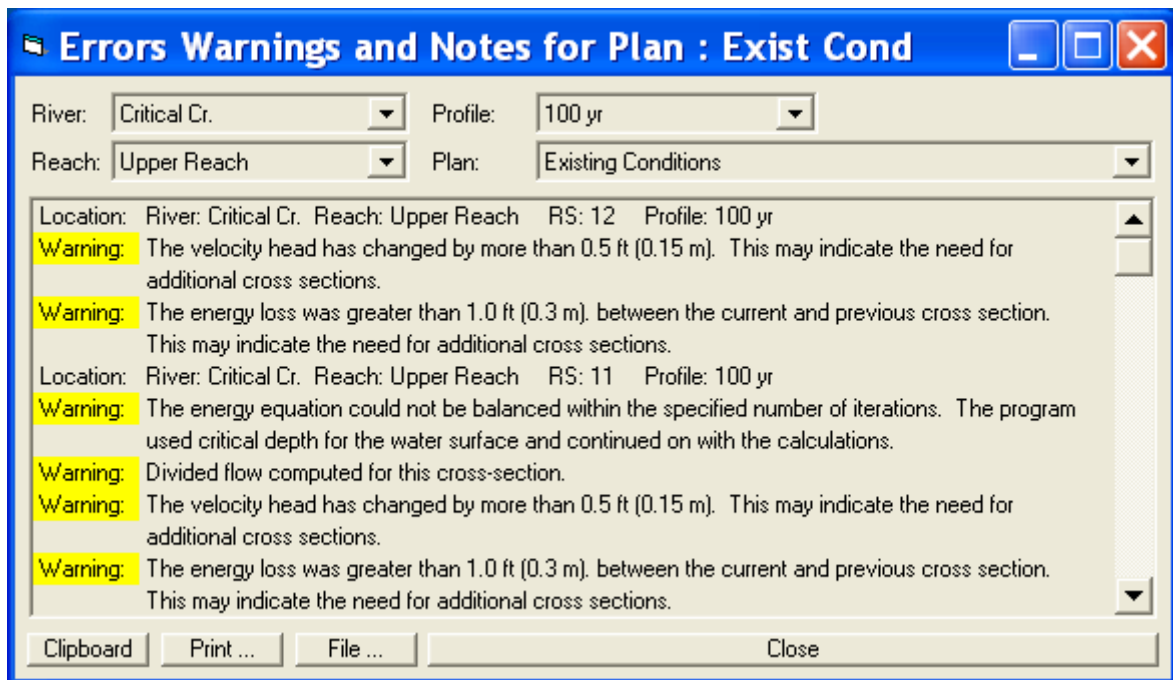 Errors Warnings and Notes for Plan : Exist Cond
River: Critical Cr. Profile: 100 yr
Reach: Upper Reach Plan: Existing Conditions
Location: River: Critical Cr. Reach: Upper Reach RS: 12 Profile: 100 yr
Warning: The velocity head has changed by more than 0.5 ft (0.15 m). This may indicate the need for
additional cross sections.
Warning: The energy loss was greater than 1.0 ft (0.3 m). between the current and previous cross section.
This may indicate the need for additional cross sections.
Location: River: Critical Cr. Reach: Upper Reach RS: 11 Profile: 100 yr
Warning: The energy equation could not be balanced within the specified number of iterations. The program
used critical depth for the water surface and continued on with the calculations.
Warning: Divided flow computed for this cross-section.
Warning: The velocity head has changed by more than 0.5 ft (0.15 m). This may indicate the need for
additional cross sections.
Warning: The energy loss was greater than 1.0 ft (0.3 m). between the current and previous cross section.
This may indicate the need for additional cross sections.
Clipboard Print ... File ... Close